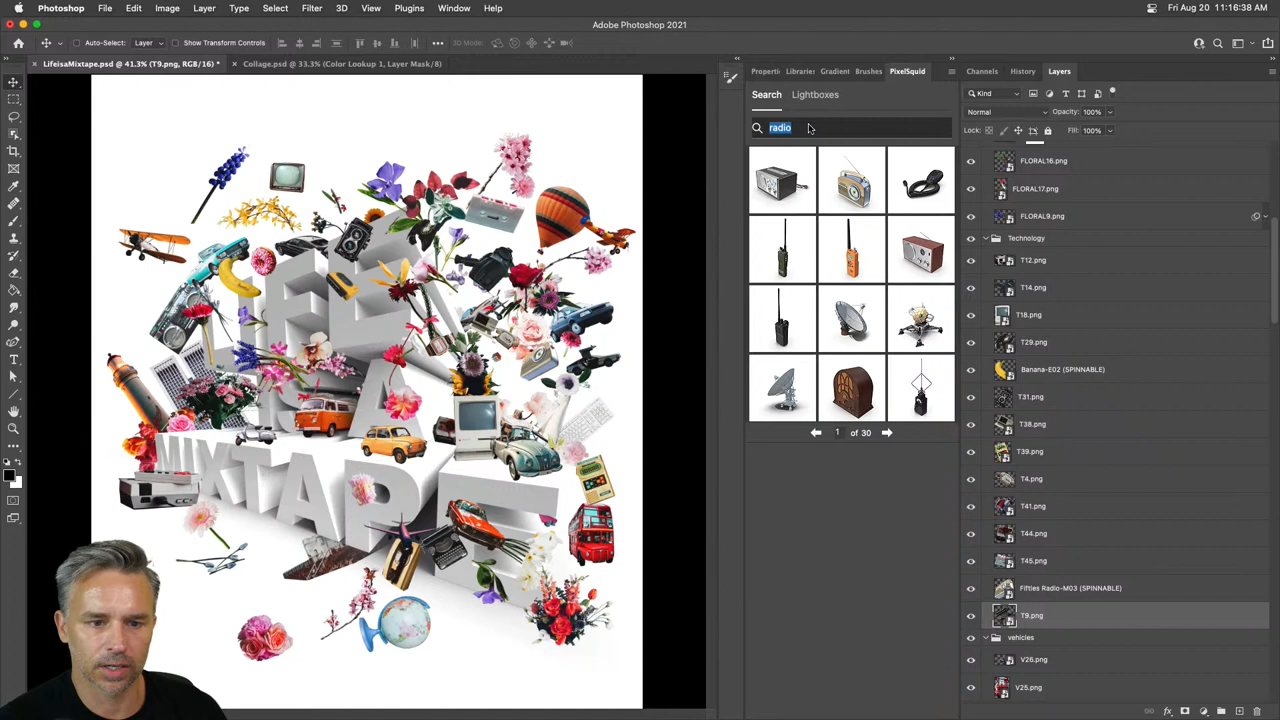 Photoshop File Edit Image Layer Type Select Filter 3D View Plugins Window Help Fri Aug 20 11:16:38 AM
Adobe Photoshop 2021
Auto-Select: Layer Show Transform Controls 3D Mode:
LifeisaMixtape.psd @ 41.3% (T9.png, RGB/16) * Collage.psd @ 33.3% (Color Lookup 1, Layer Mask/8)
Properti Librarie Gradient Brushes PixelSquid
Search Lightboxes
radio
1 of 30
Channels History Layers
Kind
Normal Opacity: 100%
Lock: Fill: 100%
FLORAL16.png
FLORAL17.png
FLORAL9.png
Technology
T12.png
T14.png
T18.png
T29.png
Banana-E02 (SPINNABLE)
T31.png
T38.png
T39.png
T4.png
T41.png
T44.png
T45.png
Fifties Radio-M03 (SPINNABLE)
T9.png
vehicles
V26.png
V25.png
LIFE
IS A
MIXTAPE